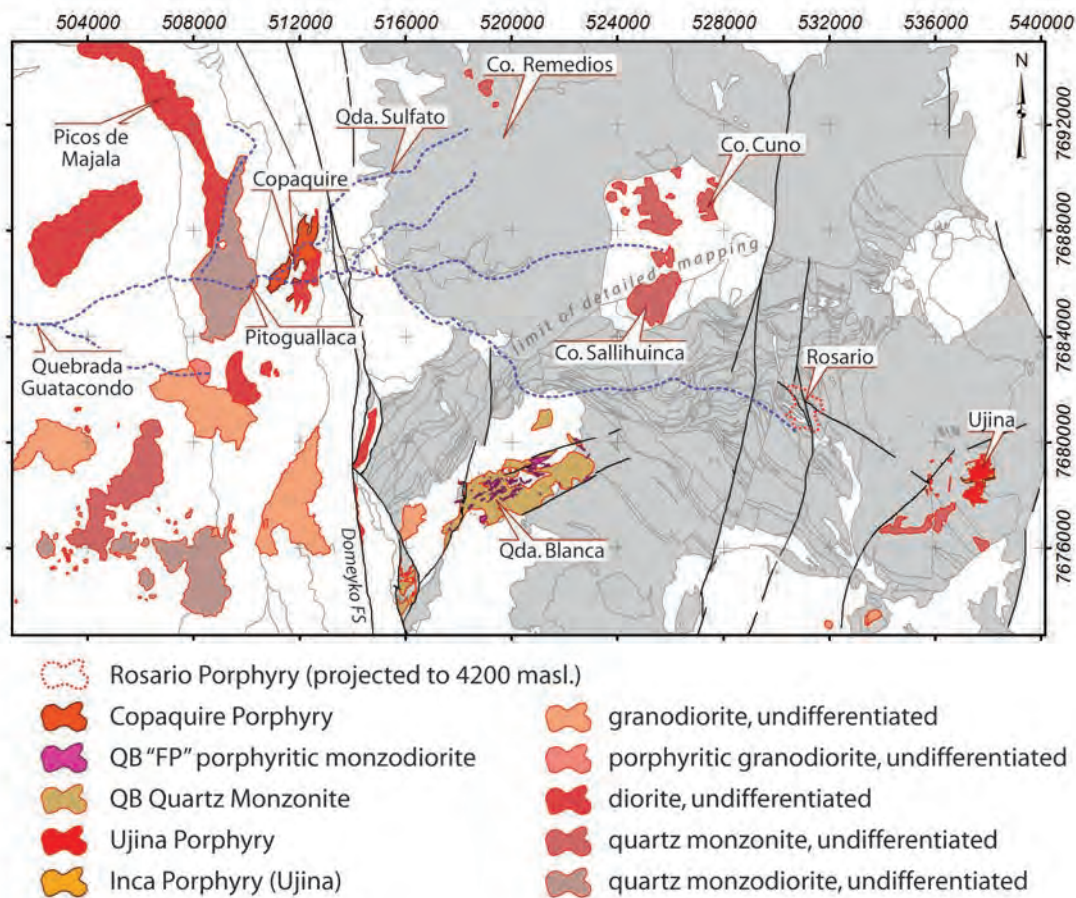 504000 508000 512000 516000 520000 524000 528000 532000 536000 540000
N
Co. Remedios
Picos de
Majala
Qda. Sulfato
Co. Cuno
7692000
Copaquire
7688000
limit of detailed mapping
Pitoguallaca
Quebrada
Guatacondo
Co. Sallihuinca
Rosario
7684000
Ujina
7680000
Domeyko FS
Qda. Blanca
7676000
Rosario Porphyry (projected to 4200 masl.)
Copaquire Porphyry
QB "FP" porphyritic monzodiorite
QB Quartz Monzonite
Ujina Porphyry
Inca Porphyry (Ujina)
granodiorite, undifferentiated
porphyritic granodiorite, undifferentiated
diorite, undifferentiated
quartz monzonite, undifferentiated
quartz monzodiorite, undifferentiated